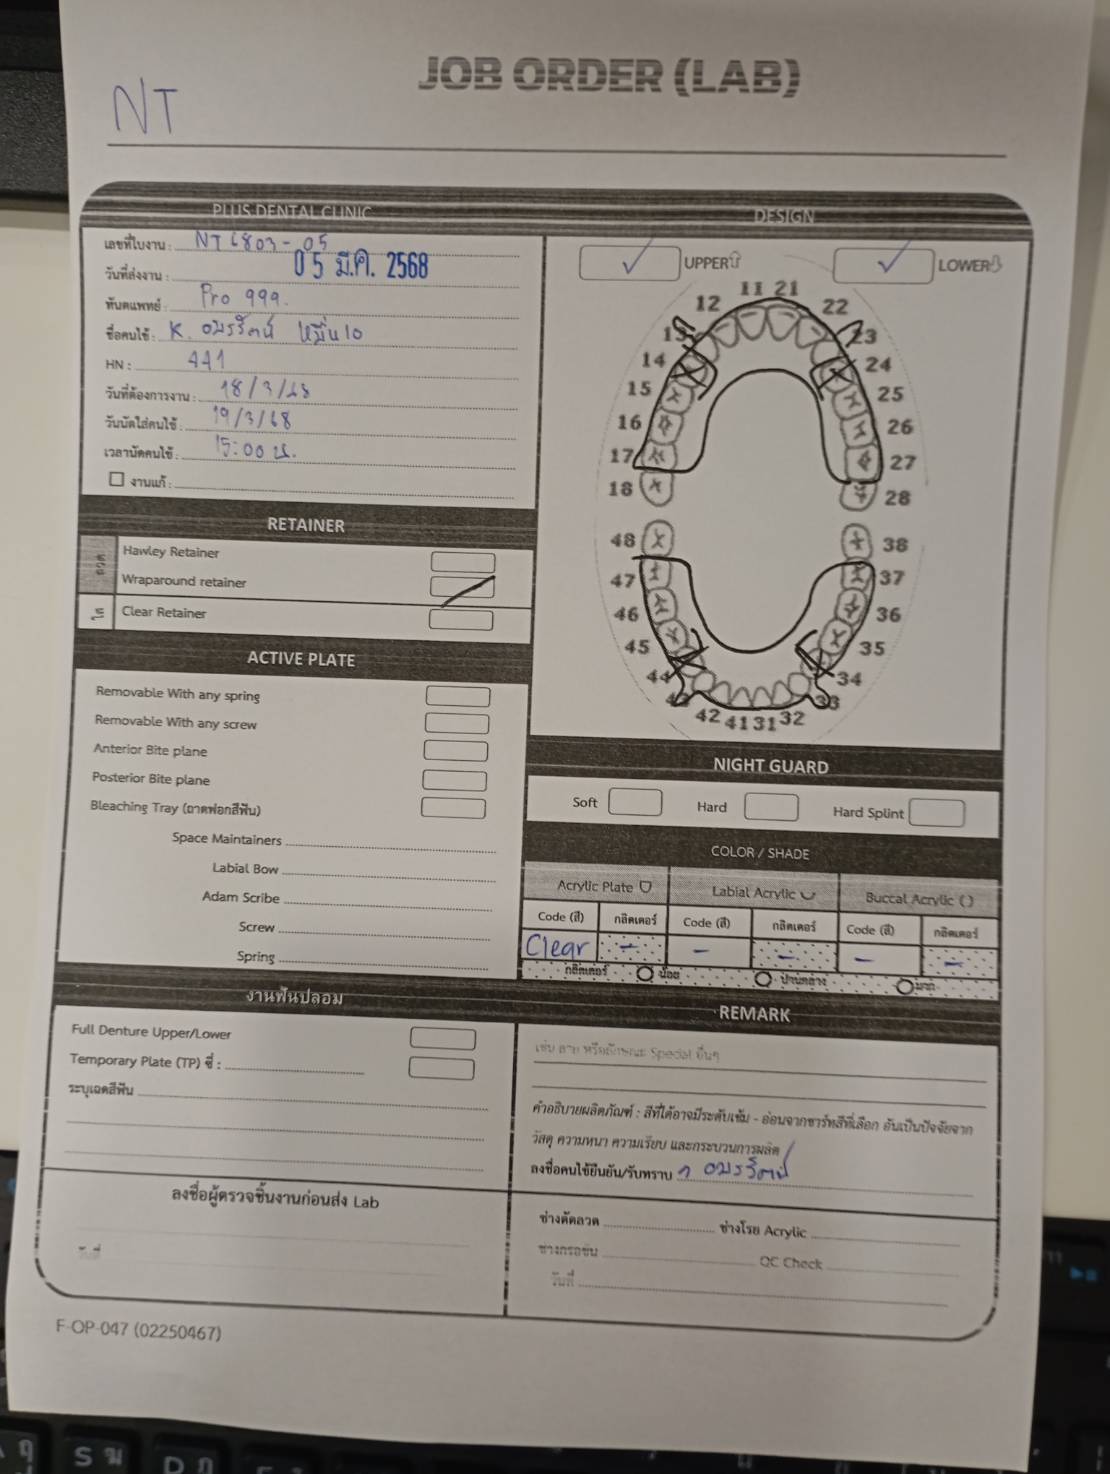 JOB ORDER (LAB)
NT
PLUS DENTAL CLINIC
เลขที่ใบงาน : NT 6803 - 05
วันที่ส่งงาน : 05 มี.ค. 2568
ทันตแพทย์ : Pro 999.
ชื่อคนไข้ : K. อมรรัตน์
HN : 441
วันที่ต้องการงาน : 18/3/68
วันนัดใส่คนไข้ : 19/3/68
เวลานัดคนไข้ : 15:00 น.
งานแก้ :
DESIGN
UPPER
LOWER
11 21
12 22
13 23
14 24
15 25
16 26
17 27
18 28
48 38
47 37
46 36
45 35
44 34
43 33
42 41 31 32
RETAINER
ลวด
Hawley Retainer
Wraparound retainer
ใส
Clear Retainer
ACTIVE PLATE
Removable With any spring
Removable With any screw
Anterior Bite plane
Posterior Bite plane
Bleaching Tray (ถาดฟอกสีฟัน)
Space Maintainers
Labial Bow
Adam Scribe
Screw
Spring
NIGHT GUARD
Soft
Hard
Hard Splint
COLOR / SHADE
Acrylic Plate
Labial Acrylic
Buccal Acrylic ( )
Code (สี) กลิตเตอร์ Code (สี) กลิตเตอร์ Code (สี) กลิตเตอร์
Clear - - - - -
กลิตเตอร์ น้อย ปานกลาง มาก
งานฟันปลอม
Full Denture Upper/Lower
Temporary Plate (TP) ซี่ :
ระบุเฉดสีฟัน
REMARK
เช่น ลาย หรือลักษณะ Special อื่นๆ
คำอธิบายผลิตภัณฑ์ : สีที่ได้อาจมีระดับเข้ม - อ่อนจากชาร์ทสีที่เลือก อันเป็นปัจจัยจาก
วัสดุ ความหนา ความเรียบ และกระบวนการผลิต
ลงชื่อคนไข้ยืนยัน/รับทราบ อมรรัตน์
ลงชื่อผู้ตรวจชิ้นงานก่อนส่ง Lab
วันที่
ช่างดัดลวด
ช่างโรย Acrylic
ช่างกรอขัด
QC Check
วันที่
F-OP-047 (02250467)